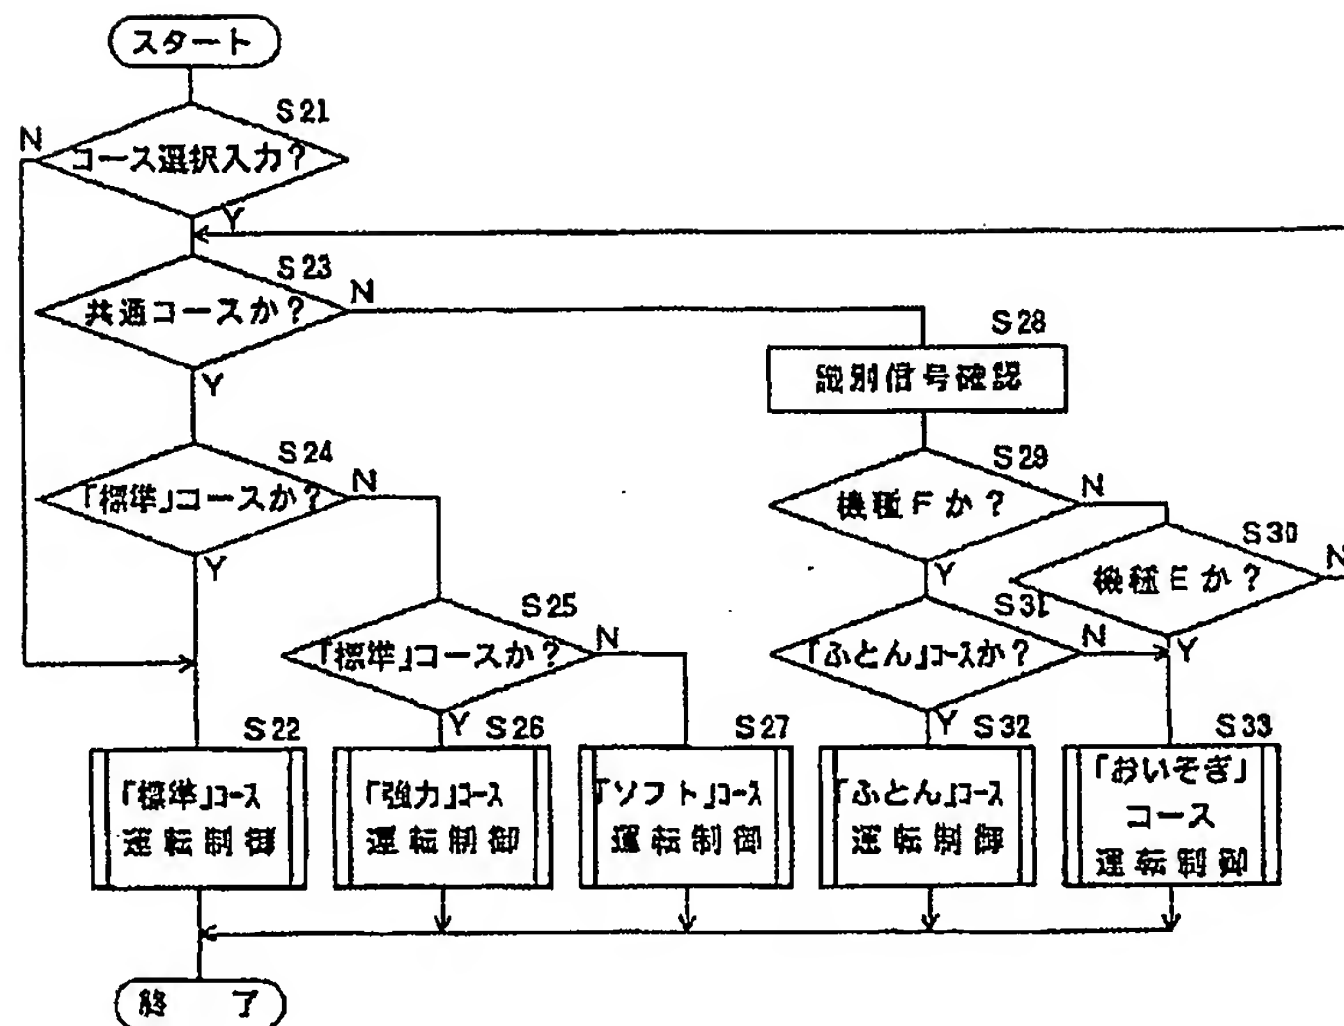 スタート
S21
N
コース選択入力?
Y
S23
共通コースか?
N
Y
S28
識別信号確認
S24
「標準」コースか?
N
Y
S29
機種Fか?
N
Y
S30
機種Eか?
N
Y
S25
「標準」コースか?
N
Y
S31
「ふとん」コースか?
N
Y
S22
「標準」コース
運転制御
S26
「強力」コース
運転制御
S27
「ソフト」コース
運転制御
S32
「ふとん」コース
運転制御
S33
「おいそぎ」
コース
運転制御
終 了